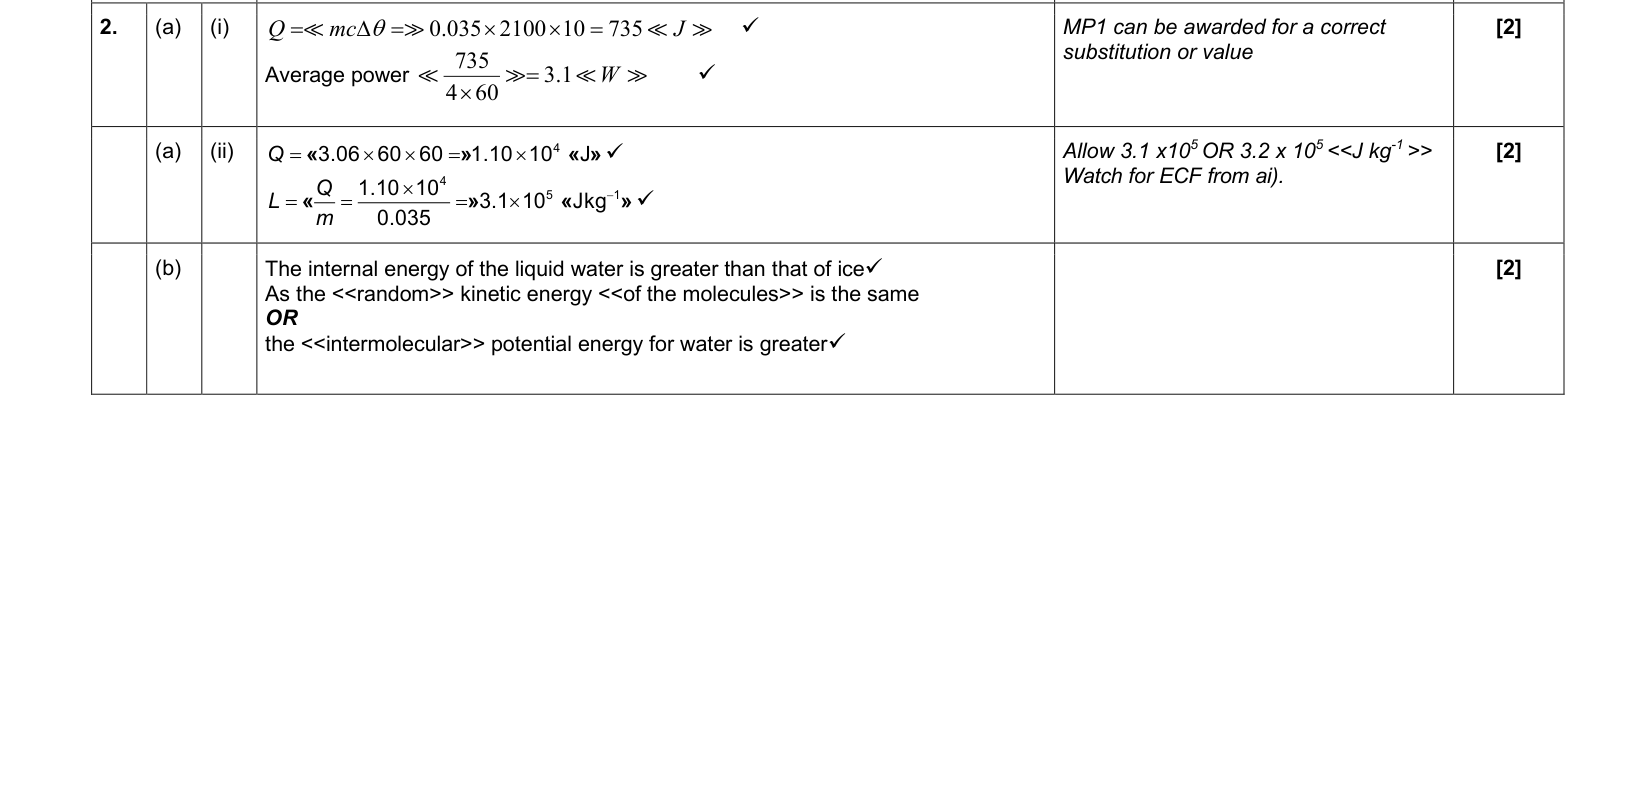 2. (a) (i) Q =≪ mcΔθ =≫ 0.035×2100×10 = 735 ≪ J ≫ ✓ MP1 can be awarded for a correct [2]
substitution or value
Average power ≪ 735 / 4×60 ≫= 3.1 ≪ W ≫ ✓
(a) (ii) Q = «3.06×60×60 =»1.10×10⁴ «J» ✓ Allow 3.1 x10⁵ OR 3.2 x 10⁵ <<J kg⁻¹ >> [2]
Watch for ECF from ai).
L = « Q / m = 1.10×10⁴ / 0.035 =»3.1×10⁵ «Jkg⁻¹» ✓
(b) The internal energy of the liquid water is greater than that of ice✓ [2]
As the <<random>> kinetic energy <<of the molecules>> is the same
OR
the <<intermolecular>> potential energy for water is greater✓